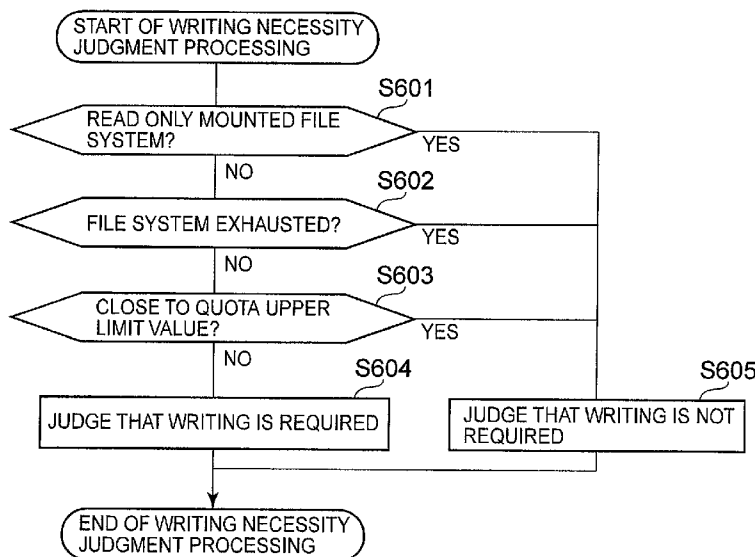 START OF WRITING NECESSITY
JUDGMENT PROCESSING
S601
READ ONLY MOUNTED FILE
SYSTEM?
YES
NO
S602
FILE SYSTEM EXHAUSTED?
YES
NO
S603
CLOSE TO QUOTA UPPER
LIMIT VALUE?
YES
NO
S604
S605
JUDGE THAT WRITING IS REQUIRED
JUDGE THAT WRITING IS NOT
REQUIRED
END OF WRITING NECESSITY
JUDGMENT PROCESSING